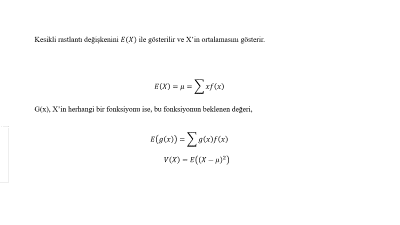 Kesikli rastlantı değişkenini E(X) ile gösterilir ve X’in ortalamasını gösterir.
E(X) = μ = ∑ xf(x)
G(x), X’in herhangi bir fonksiyonu ise, bu fonksiyonun beklenen değeri,
E(g(x)) = ∑ g(x)f(x)
V(X) = E((X − μ)²)